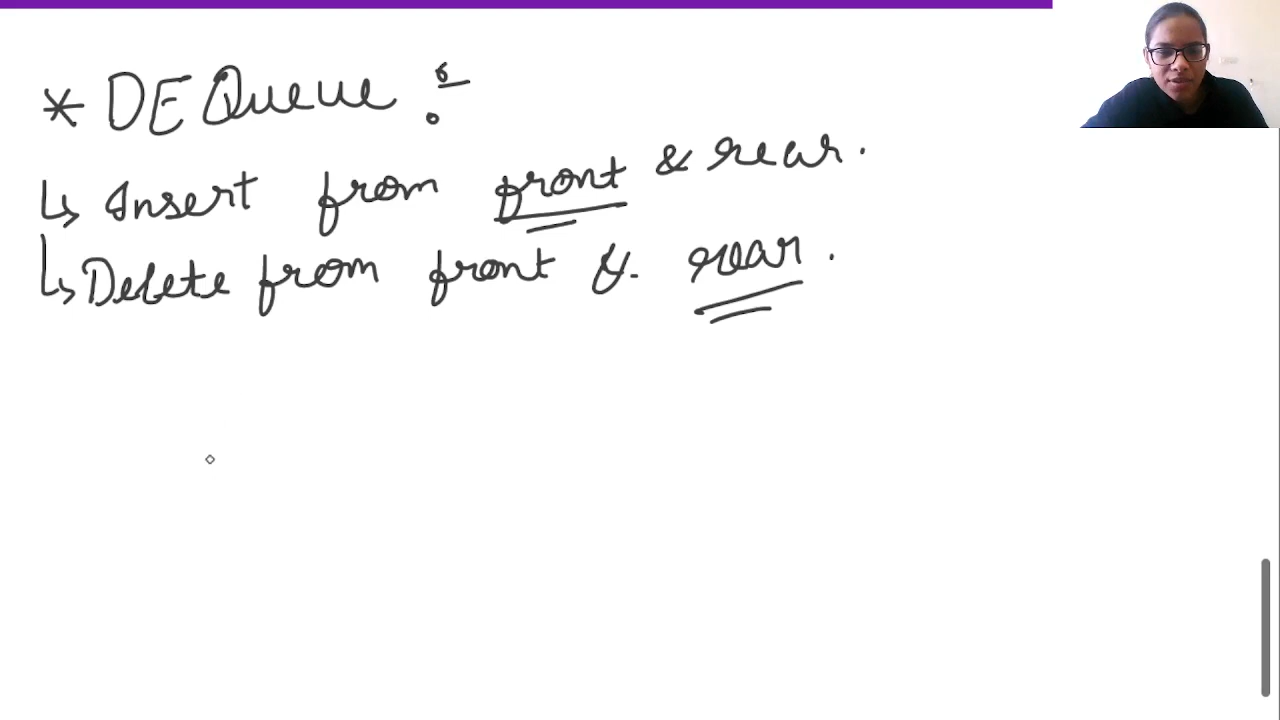 * DEQueue :-
↳ Insert from front & rear.
↳ Delete from front &. rear.